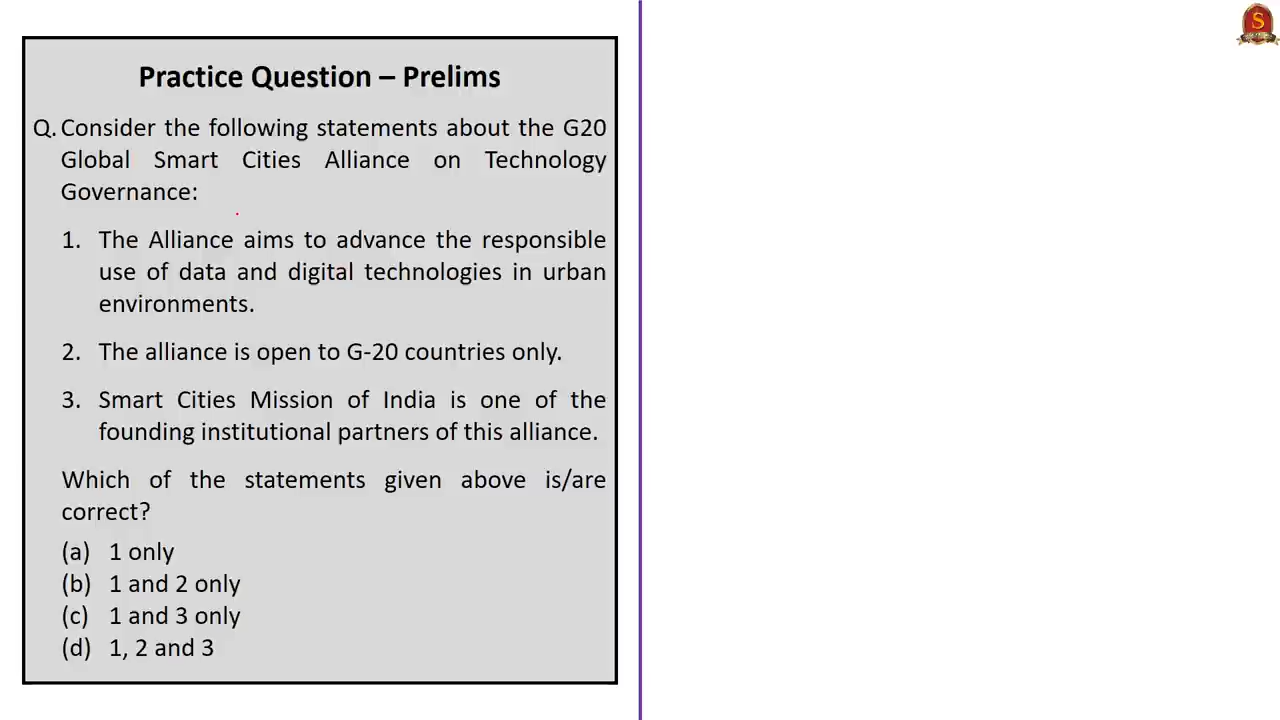 Practice Question – Prelims
Q. Consider the following statements about the G20
Global Smart Cities Alliance on Technology
Governance:
1. The Alliance aims to advance the responsible
use of data and digital technologies in urban
environments.
2. The alliance is open to G-20 countries only.
3. Smart Cities Mission of India is one of the
founding institutional partners of this alliance.
Which of the statements given above is/are
correct?
(a) 1 only
(b) 1 and 2 only
(c) 1 and 3 only
(d) 1, 2 and 3
S